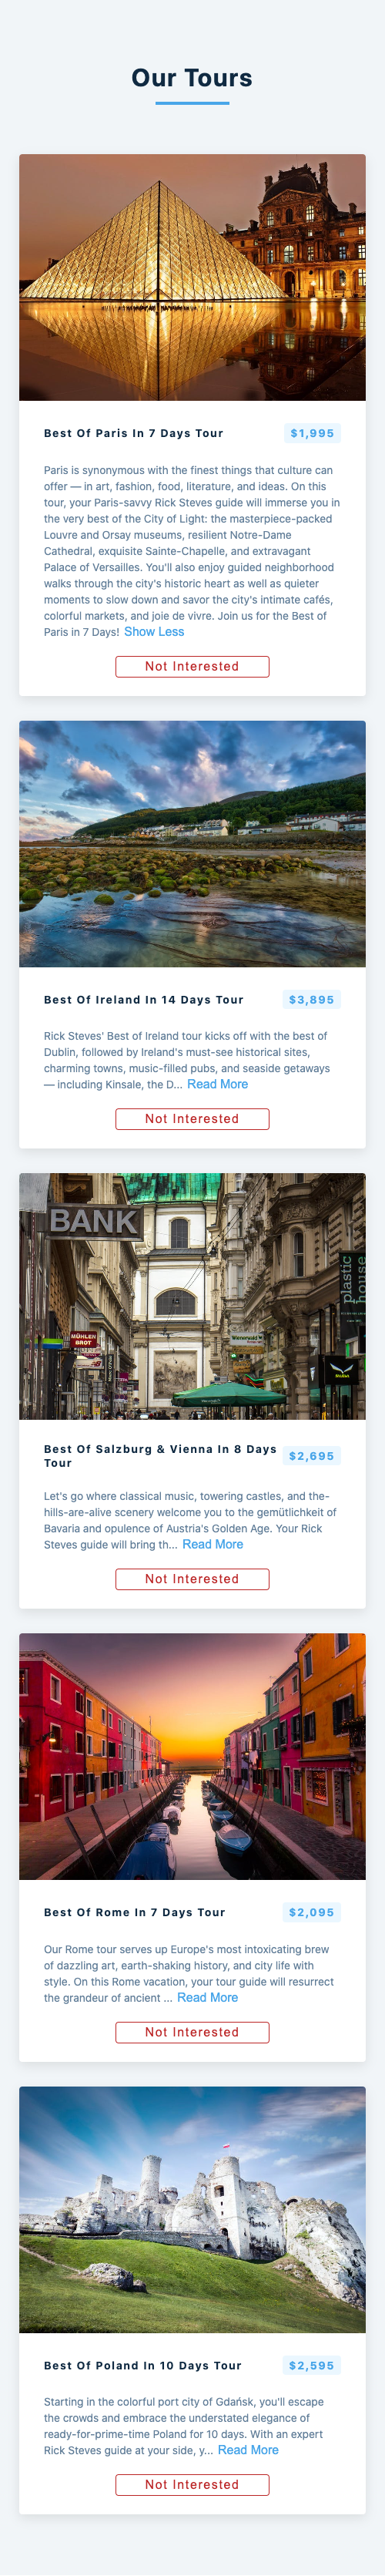 Our Tours
Best Of Paris In 7 Days Tour
$1,995
Paris is synonymous with the finest things that culture can
offer — in art, fashion, food, literature, and ideas. On this
tour, your Paris-savvy Rick Steves guide will immerse you in
the very best of the City of Light: the masterpiece-packed
Louvre and Orsay museums, resilient Notre-Dame
Cathedral, exquisite Sainte-Chapelle, and extravagant
Palace of Versailles. You'll also enjoy guided neighborhood
walks through the city's historic heart as well as quieter
moments to slow down and savor the city's intimate cafés,
colorful markets, and joie de vivre. Join us for the Best of
Paris in 7 Days! Show Less
Not Interested
Best Of Ireland In 14 Days Tour
$3,895
Rick Steves' Best of Ireland tour kicks off with the best of
Dublin, followed by Ireland's must-see historical sites,
charming towns, music-filled pubs, and seaside getaways
— including Kinsale, the D... Read More
Not Interested
BANK
plastic
house
MÜHLEN
BROT
Best Of Salzburg & Vienna In 8 Days
Tour
$2,695
Let's go where classical music, towering castles, and the-
hills-are-alive scenery welcome you to the gemütlichkeit of
Bavaria and opulence of Austria's Golden Age. Your Rick
Steves guide will bring th... Read More
Not Interested
Best Of Rome In 7 Days Tour
$2,095
Our Rome tour serves up Europe's most intoxicating brew
of dazzling art, earth-shaking history, and city life with
style. On this Rome vacation, your tour guide will resurrect
the grandeur of ancient ... Read More
Not Interested
Best Of Poland In 10 Days Tour
$2,595
Starting in the colorful port city of Gdańsk, you'll escape
the crowds and embrace the understated elegance of
ready-for-prime-time Poland for 10 days. With an expert
Rick Steves guide at your side, y... Read More
Not Interested